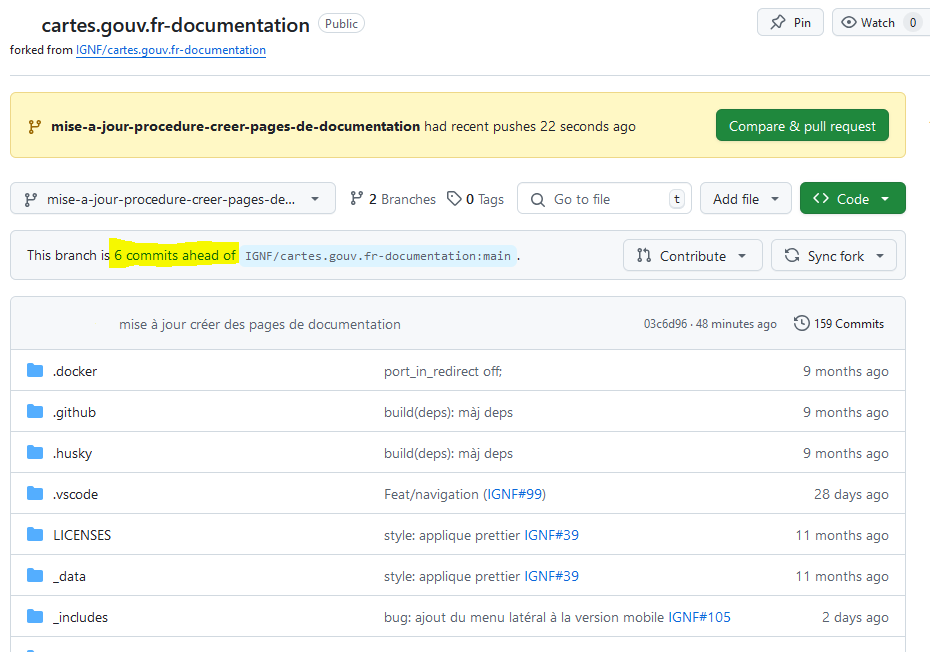 cartes.gouv.fr-documentation Public Pin Watch 0
forked from IGNF/cartes.gouv.fr-documentation
mise-a-jour-procedure-creer-pages-de-documentation had recent pushes 22 seconds ago Compare & pull request
mise-a-jour-procedure-creer-pages-de... 2 Branches 0 Tags Go to file t Add file Code
This branch is 6 commits ahead of IGNF/cartes.gouv.fr-documentation:main . Contribute Sync fork
mise à jour créer des pages de documentation 03c6d96 · 48 minutes ago 159 Commits
.docker port_in_redirect off; 9 months ago
.github build(deps): màj deps 9 months ago
.husky build(deps): màj deps 9 months ago
.vscode Feat/navigation (IGNF#99) 28 days ago
LICENSES style: applique prettier IGNF#39 11 months ago
_data style: applique prettier IGNF#39 11 months ago
_includes bug: ajout du menu latéral à la version mobile IGNF#105 2 days ago